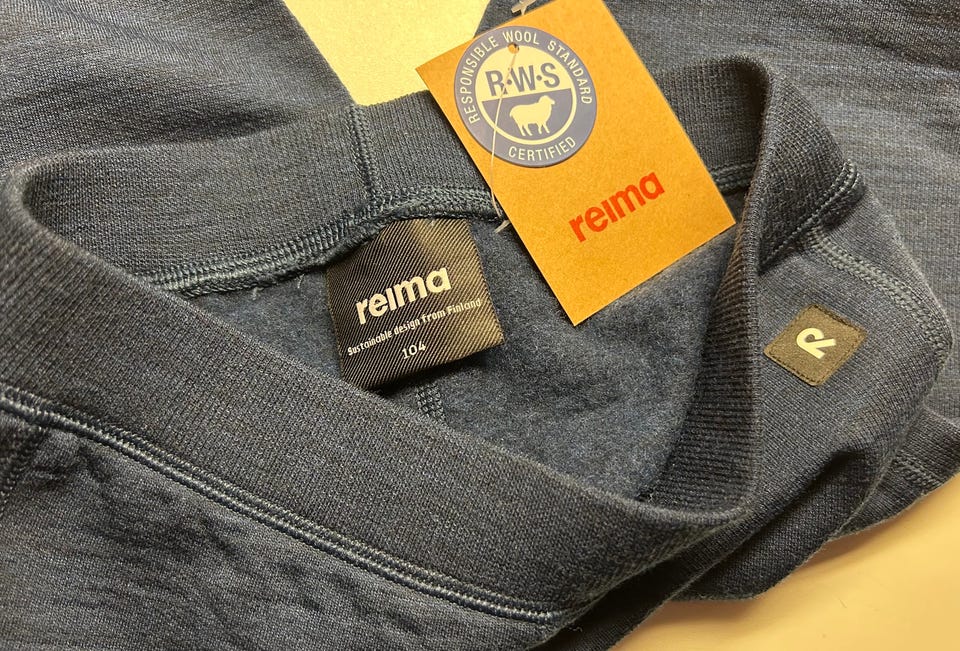 RESPONSIBLE WOOL STANDARD
R·W·S
CERTIFIED
reima
reima
Sustainable design from Finland
104